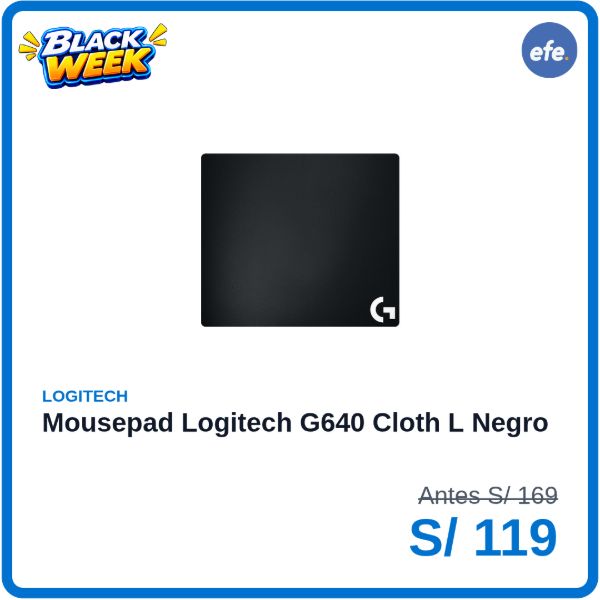 BLACK
WEEK
efe.
G
LOGITECH
Mousepad Logitech G640 Cloth L Negro
Antes S/ 169
S/ 119